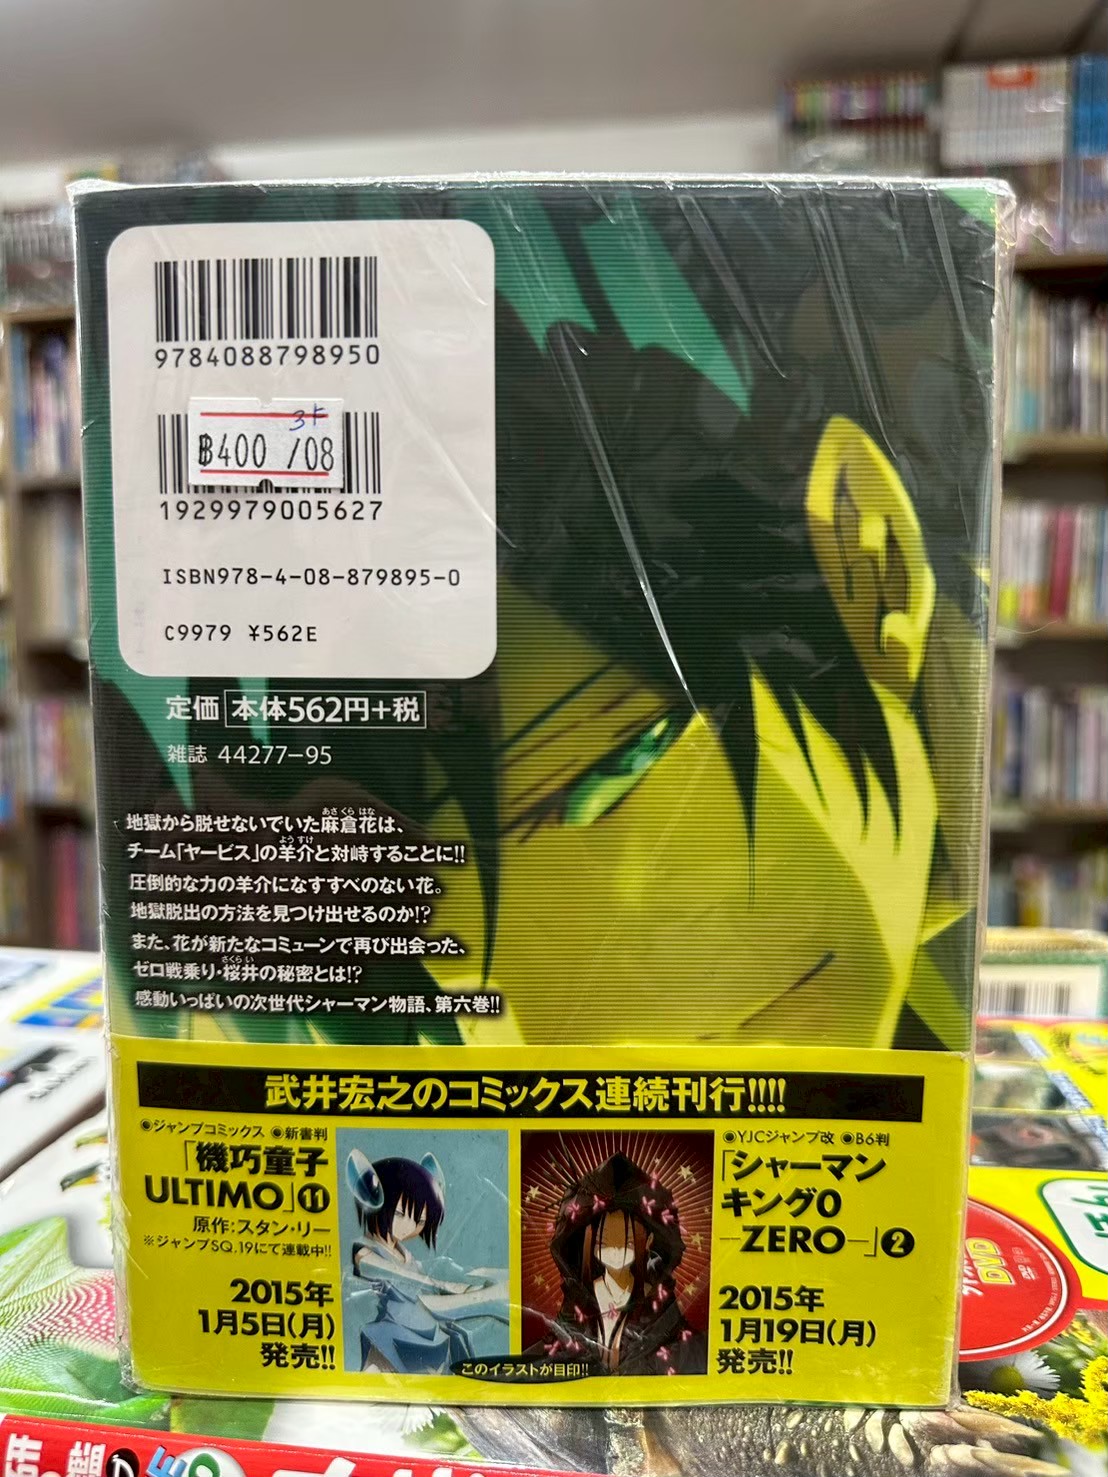 9784088798950
3F
฿400 /08
1929979005627
ISBN978-4-08-879895-0
C9979 ¥562E
定価 本体562円+税
雑誌 44277-95
地獄から脱せないでいた麻倉花は、
チーム「ヤービス」の羊介と対峙することに!!
圧倒的な力の羊介になすすべのない花。
地獄脱出の方法を見つけ出せるのか!?
また、花が新たなコミューンで再び出会った、
ゼロ戦乗り・桜井の秘密とは!?
感動いっぱいの次世代シャーマン物語、第六巻!!
武井宏之のコミックス連続刊行!!!!
◉ジャンプコミックス ◉新書判
「機巧童子
ULTIMO」⓫
原作:スタン・リー
※ジャンプSQ.19にて連載中!!
2015年
1月5日(月)
発売!!
このイラストが目印!!
◉YJCジャンプ改 ◉B6判
「シャーマン
キング0
—ZERO—」❷
2015年
1月19日(月)
発売!!
DVD